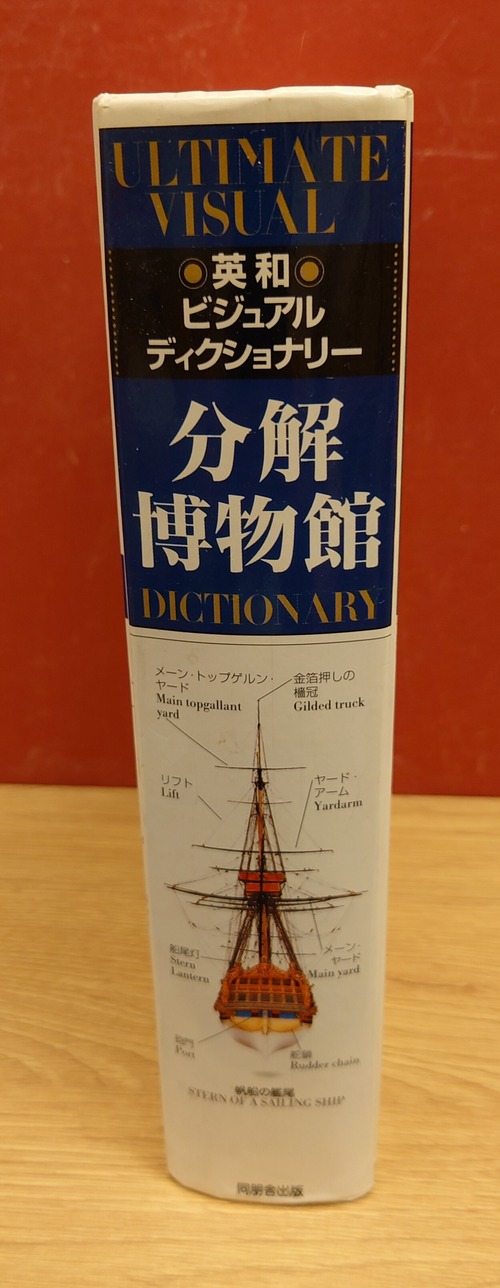 ULTIMATE
VISUAL
英和
ビジュアル
ディクショナリー
分解
博物館
DICTIONARY
メーン・トップゲルン・
ヤード
Main topgallant
yard
金箔押しの
檣冠
Gilded truck
リフト
Lift
ヤード・
アーム
Yardarm
船尾灯
Stern
Lantern
メーン・
ヤード
Main yard
砲門
Port
舵鎖
Rudder chain
帆船の艫尾
STERN OF A SAILING SHIP
同朋舎出版